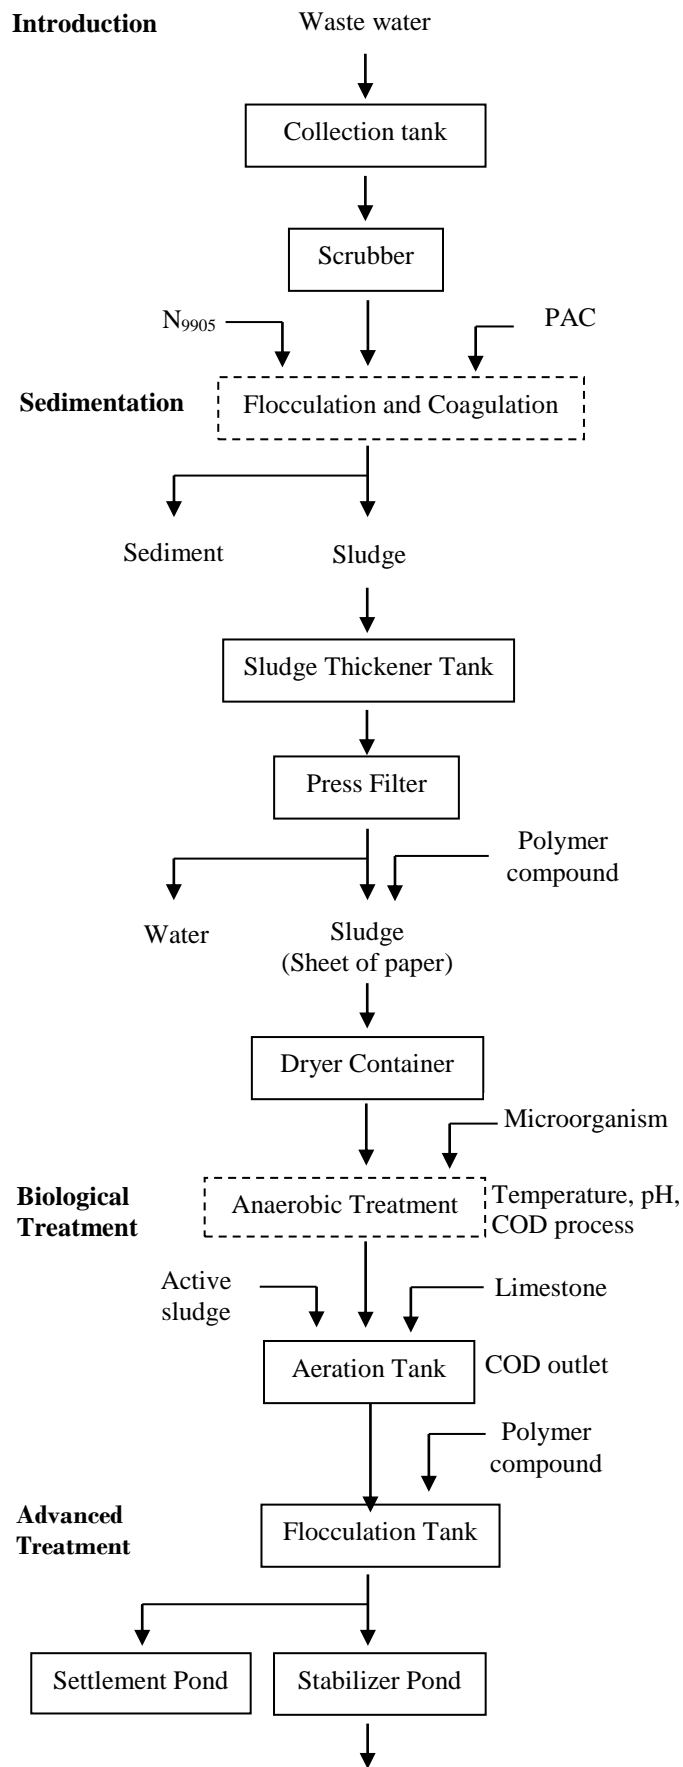 Introduction
Waste water
Collection tank
Scrubber
N9905
PAC
Sedimentation
Flocculation and Coagulation
Sediment
Sludge
Sludge Thickener Tank
Press Filter
Polymer
compound
Water
Sludge
(Sheet of paper)
Dryer Container
Microorganism
Biological
Treatment
Anaerobic Treatment
Temperature, pH,
COD process
Active
sludge
Limestone
Aeration Tank
COD outlet
Polymer
compound
Advanced
Treatment
Flocculation Tank
Settlement Pond
Stabilizer Pond